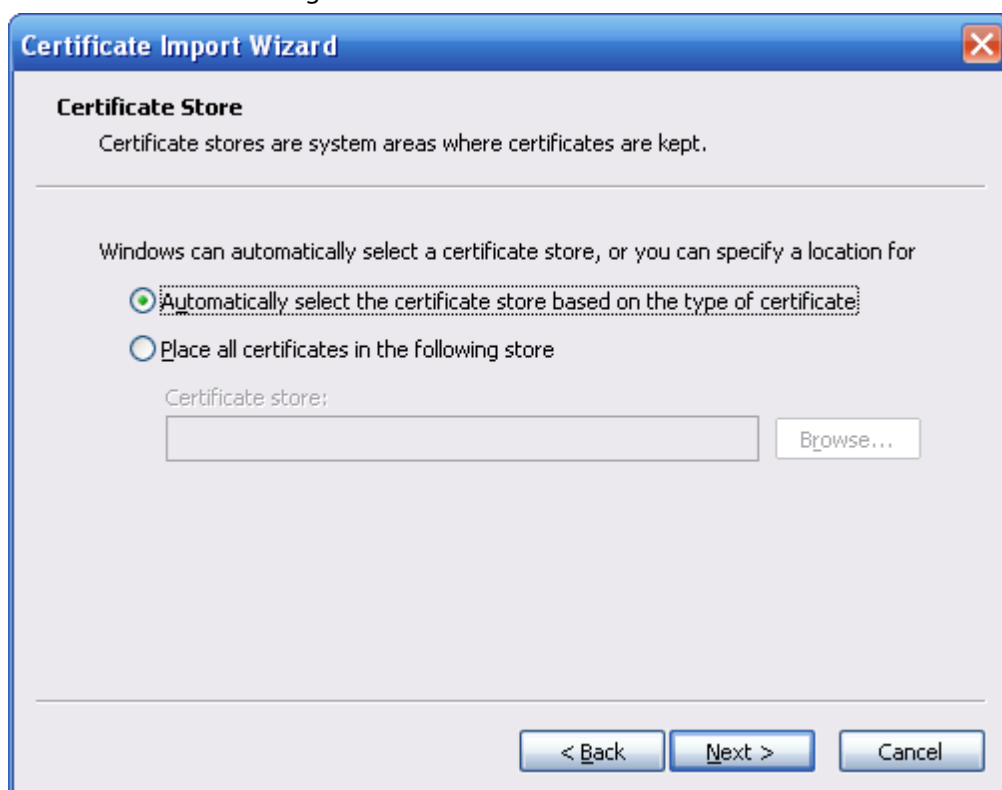 Certificate Import Wizard
Certificate Store
Certificate stores are system areas where certificates are kept.
Windows can automatically select a certificate store, or you can specify a location for
Automatically select the certificate store based on the type of certificate
Place all certificates in the following store
Certificate store:
Browse...
< Back
Next >
Cancel